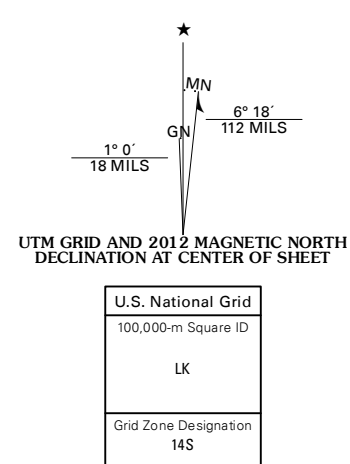 ★
MN
GN
6° 18´
112 MILS
1° 0´
18 MILS
UTM GRID AND 2012 MAGNETIC NORTH
DECLINATION AT CENTER OF SHEET
U.S. National Grid
100,000-m Square ID
LK
Grid Zone Designation
14S